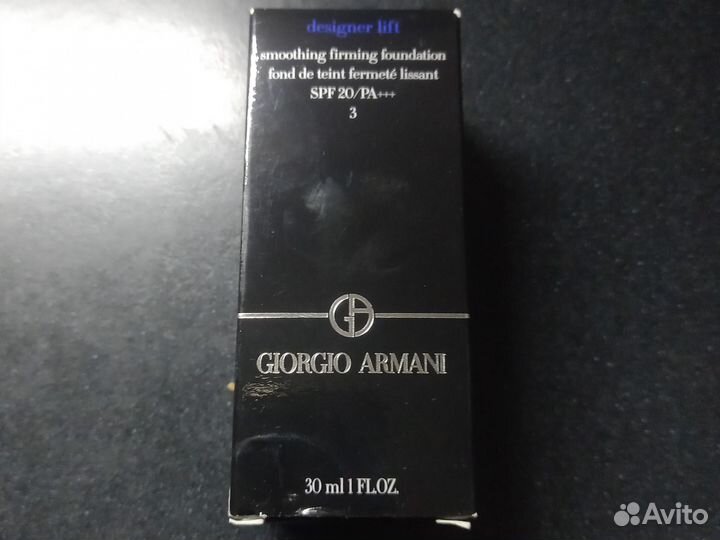 designer lift
smoothing firming foundation
fond de teint fermeté lissant
SPF 20/PA+++
3
GA
GIORGIO ARMANI
30 ml 1 FL.OZ.
Avito